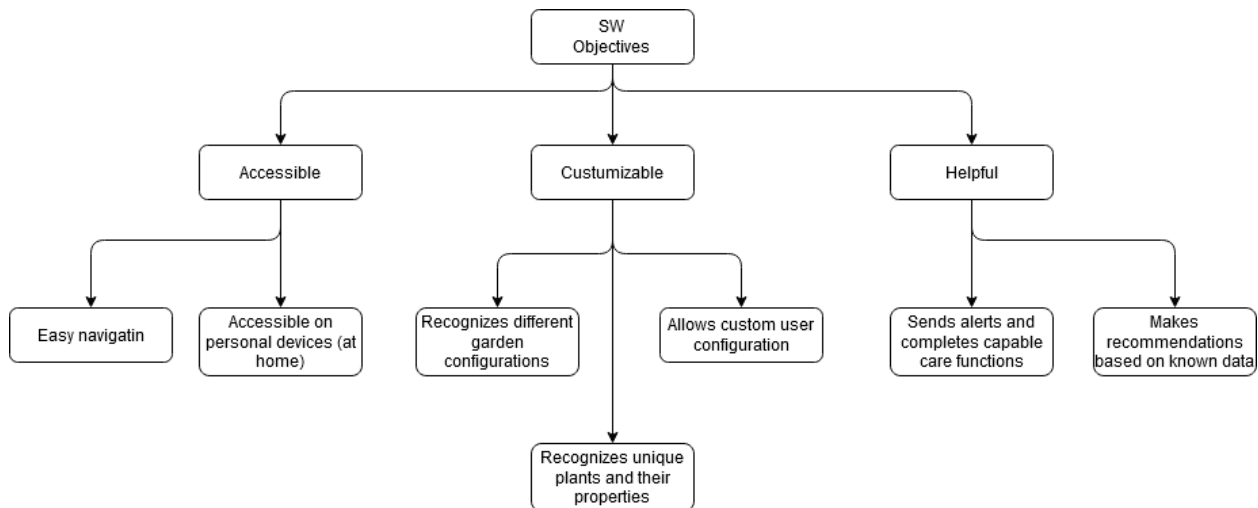 SW
Objectives
Accessible
Custumizable
Helpful
Easy navigatin
Accessible on
personal devices (at
home)
Recognizes different
garden
configurations
Allows custom user
configuration
Sends alerts and
completes capable
care functions
Makes
recommendations
based on known data
Recognizes unique
plants and their
properties